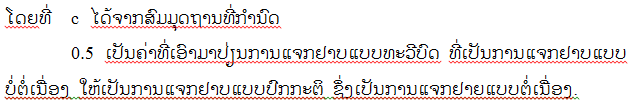 ໂດຍທີ່ c ໄດ້ຈາກສົມມຸດຖານທີ່ກຳນົດ
0.5 ເປັນຄ່າທີ່ເອົາມາປ່ຽນການແຈກຢາບແບບທະວີບົດ ທີ່ເປັນການແຈກຢາບແບບ
ບໍ່ຕໍ່ເນື່ອງ ໃຫ້ເປັນການແຈກຢາບແບບປົກກະຕິ ຊຶ່ງເປັນການແຈກຢາຍແບບຕໍ່ເນື່ອງ.